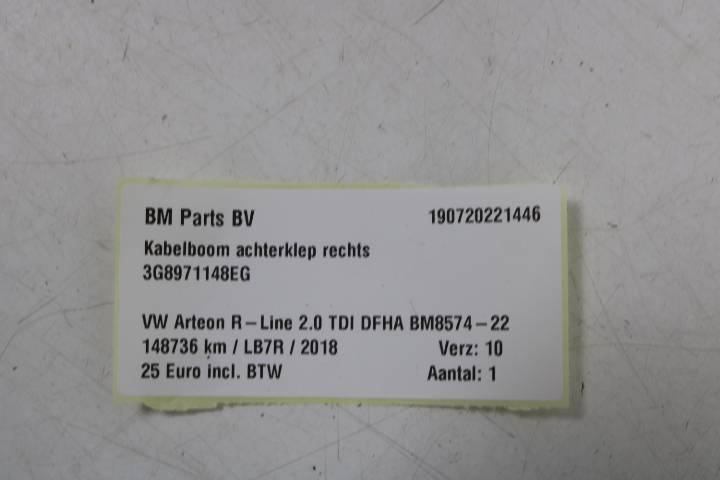 BM Parts BV 190720221446
Kabelboom achterklep rechts
3G8971148EG
VW Arteon R-Line 2.0 TDI DFHA BM8574-22
148736 km / LB7R / 2018 Verz: 10
25 Euro incl. BTW Aantal: 1